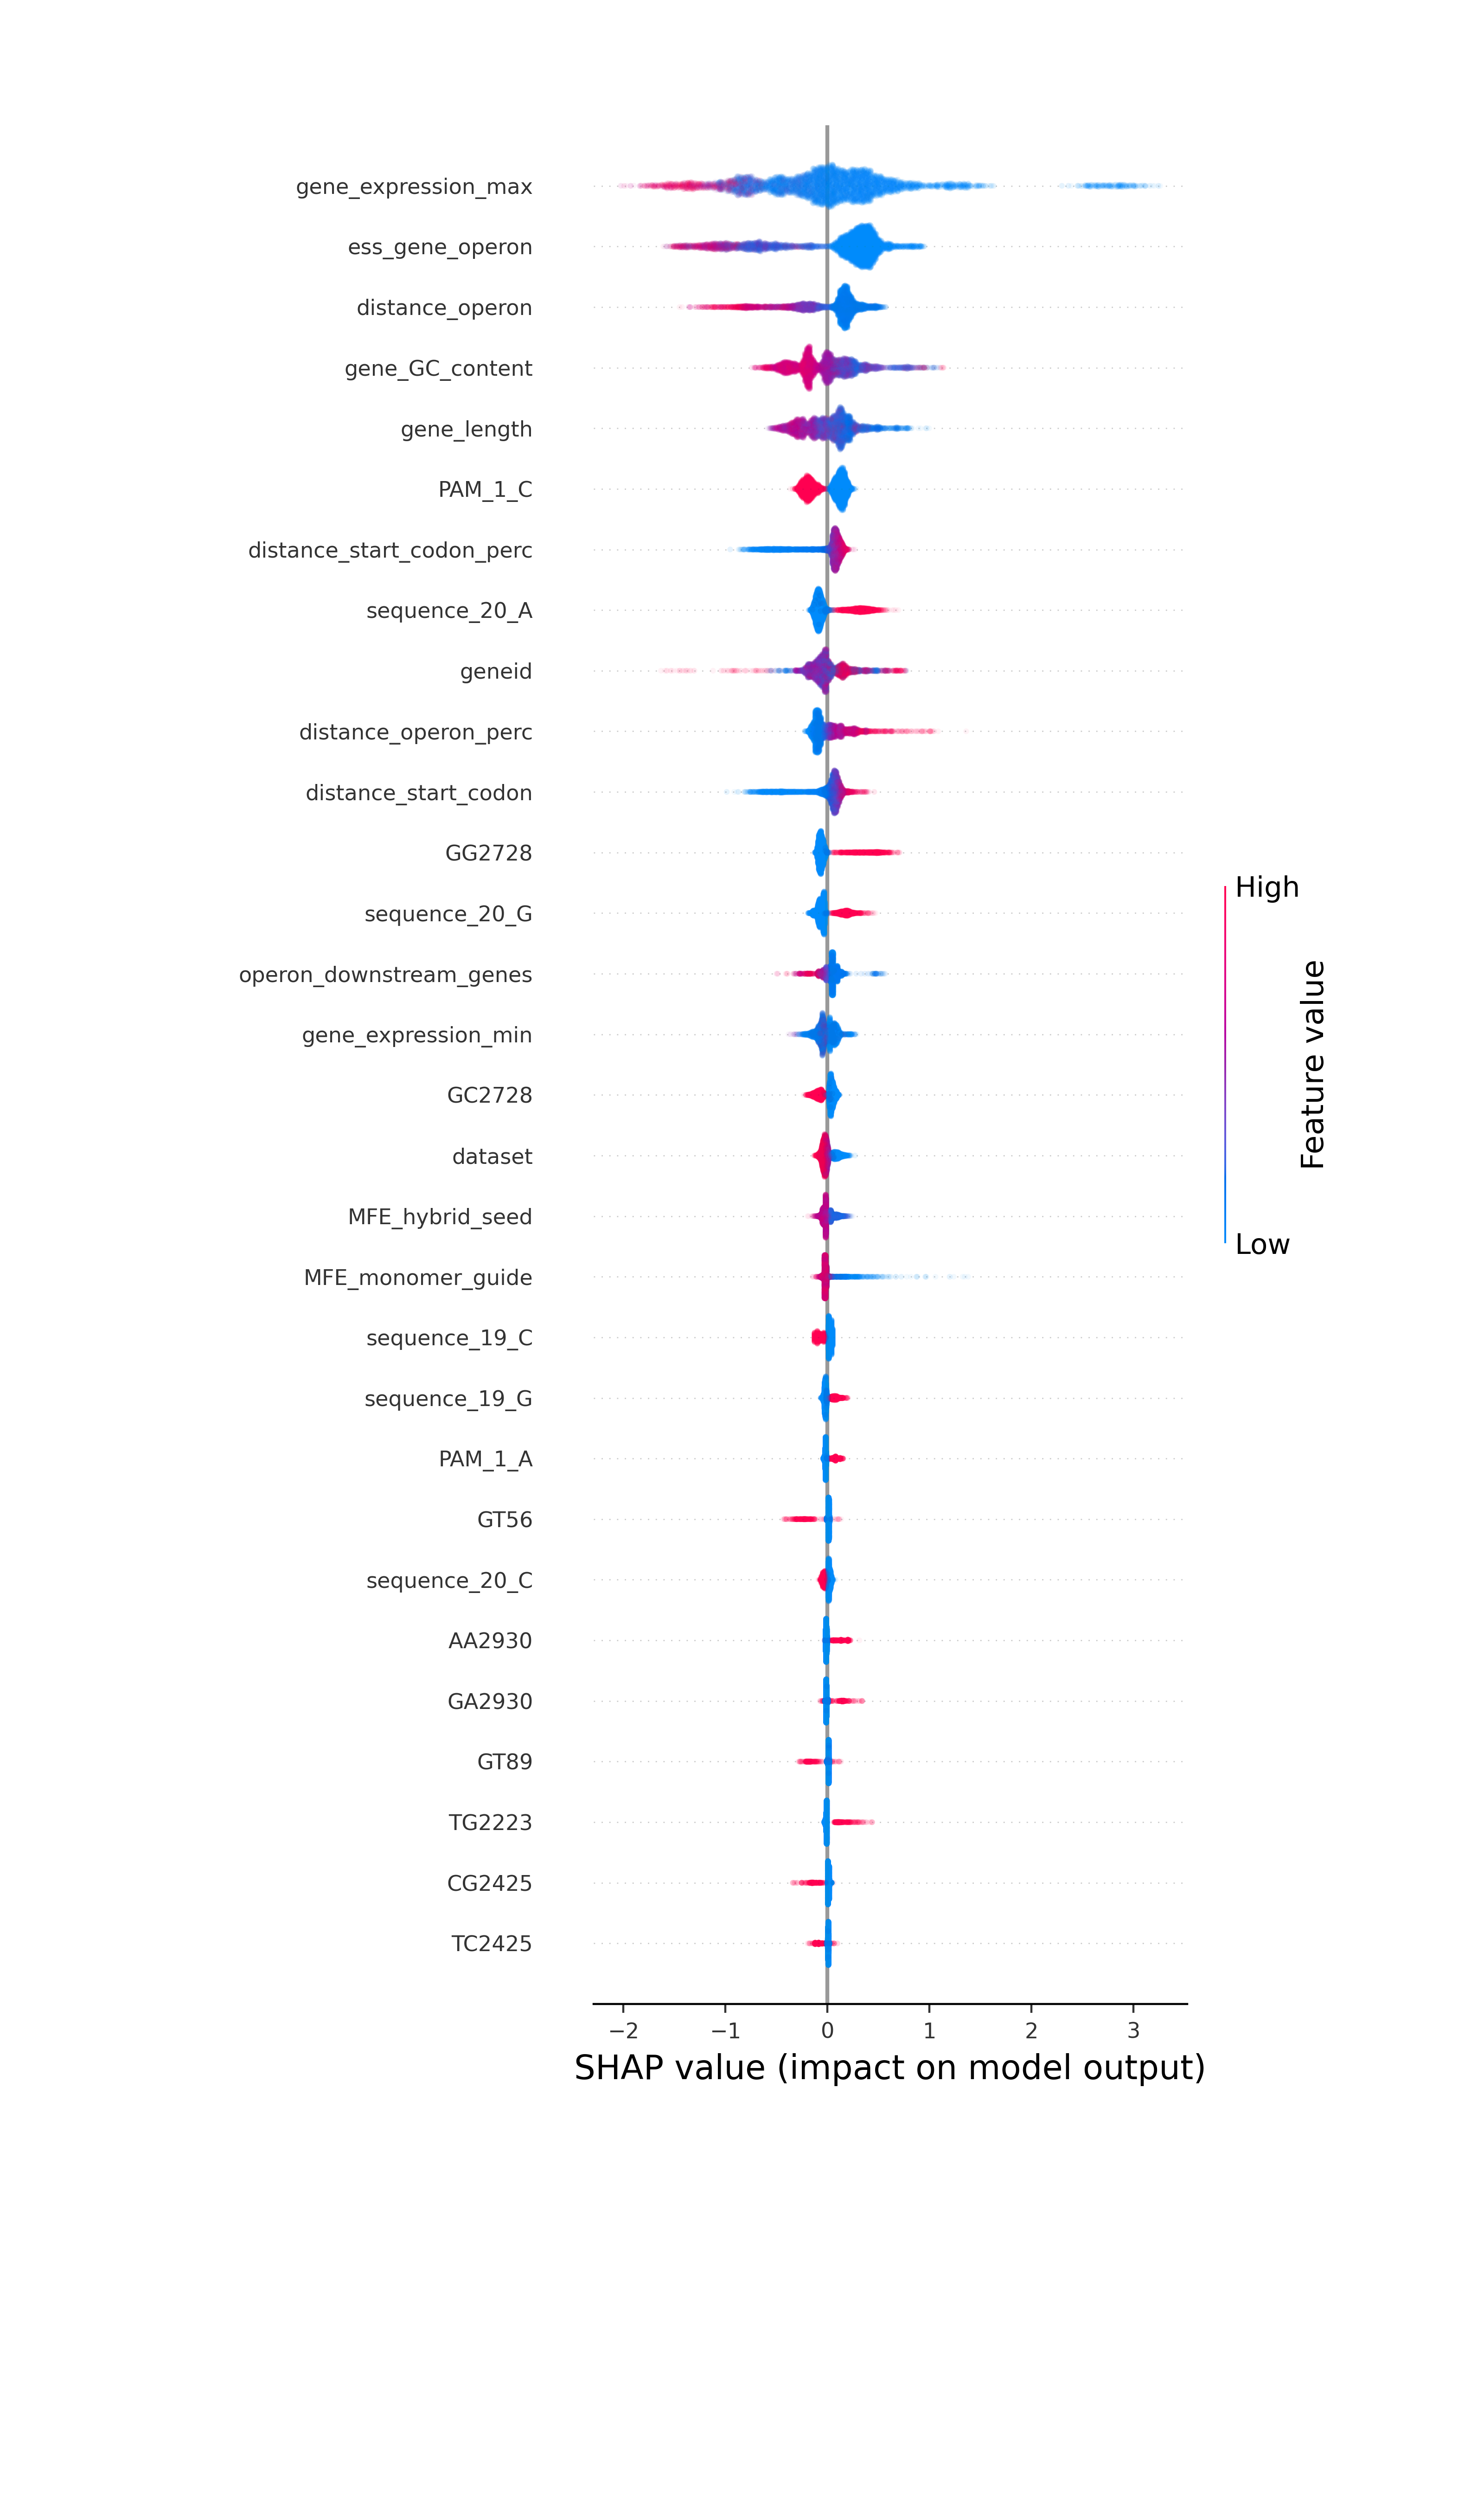 gene_expression_max
ess_gene_operon
distance_operon
gene_GC_content
gene_length
PAM_1_C
distance_start_codon_perc
sequence_20_A
geneid
distance_operon_perc
distance_start_codon
GG2728
sequence_20_G
operon_downstream_genes
gene_expression_min
GC2728
dataset
MFE_hybrid_seed
MFE_monomer_guide
sequence_19_C
sequence_19_G
PAM_1_A
GT56
sequence_20_C
AA2930
GA2930
GT89
TG2223
CG2425
TC2425
−2 −1 0 1 2 3
SHAP value (impact on model output)
High
Feature value
Low